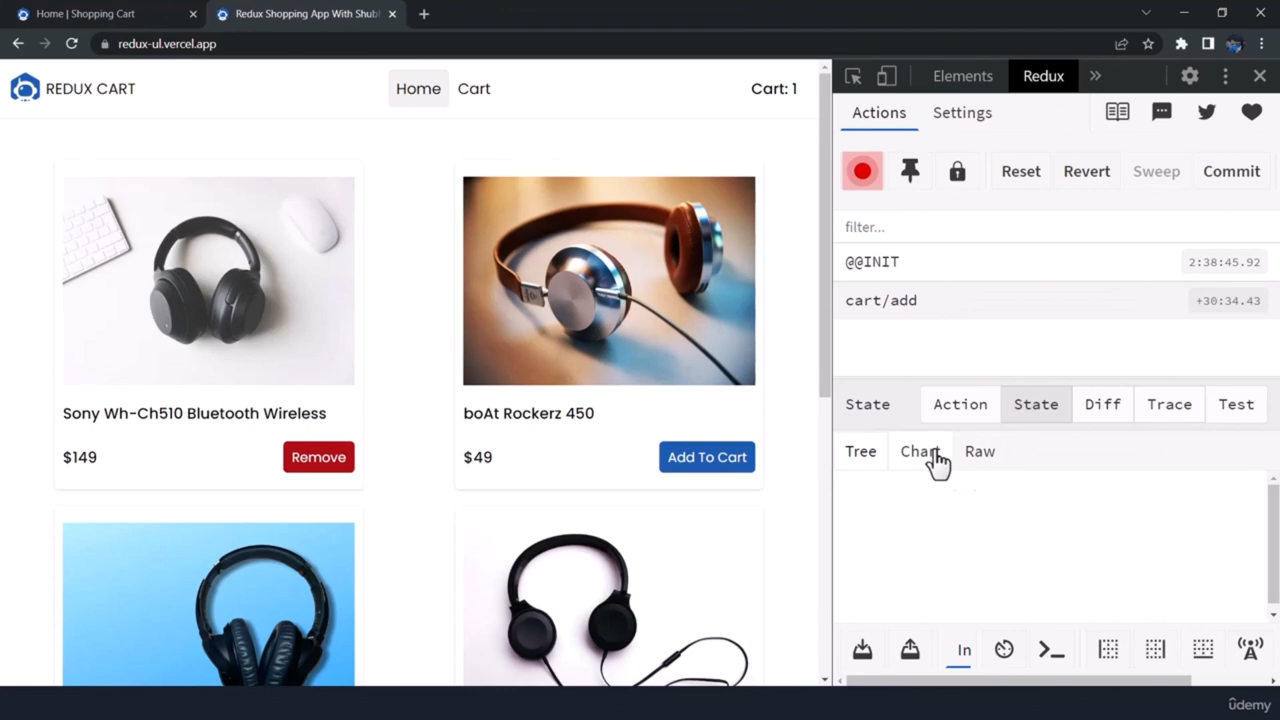 Home | Shopping Cart
Redux Shopping App With Shubl
redux-ul.vercel.app
REDUX CART
Home
Cart
Cart: 1
Sony Wh-Ch510 Bluetooth Wireless
$149
Remove
boAt Rockerz 450
$49
Add To Cart
Elements
Redux
Actions
Settings
Reset
Revert
Sweep
Commit
filter...
@@INIT
2:38:45.92
cart/add
+30:34.43
State
Action
State
Diff
Trace
Test
Tree
Chart
Raw
In
ûdemy